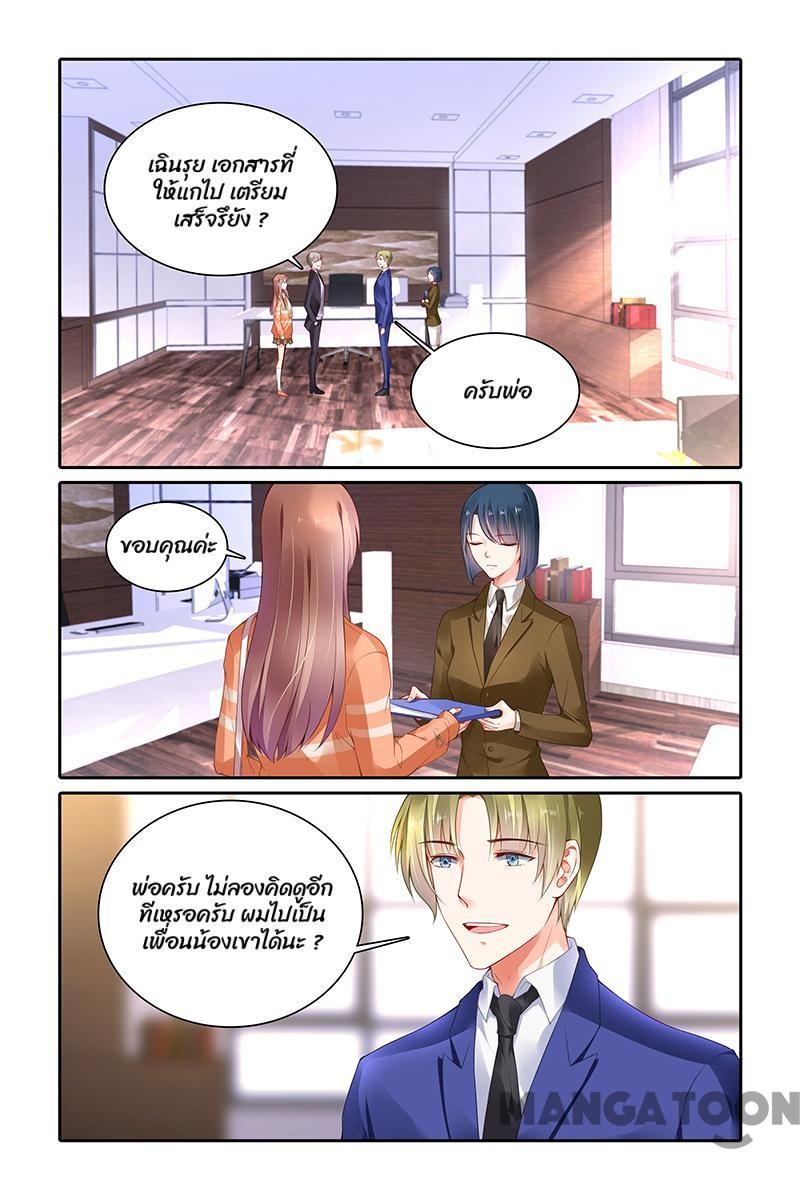 เฉินรุย เอกสารที่
ให้แกไป เตรียม
เสร็จรึยัง ?
ครับพ่อ
ขอบคุณค่ะ
พ่อครับ ไม่ลองคิดดูอีก
ทีเหรอครับ ผมไปเป็น
เพื่อนน้องเขาได้นะ ?
MANGATOON